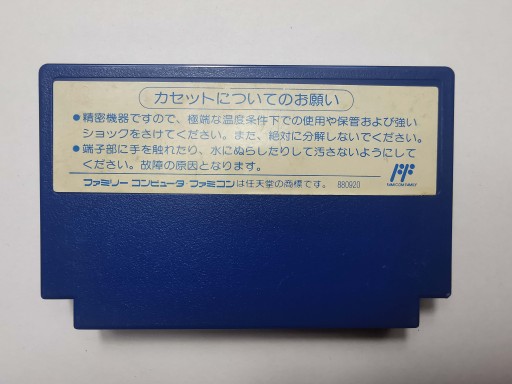 カセットについてのお願い
●精密機器ですので、極端な温度条件下での使用や保管および強い
ショックをさけてください。また、絶対に分解しないでください。
●端子部に手を触れたり、水にぬらしたりして汚さないようにして
ください。故障の原因となります。
ファミリーコンピュータ ファミコンは任天堂の商標です。 880920
FAMICOM FAMILY